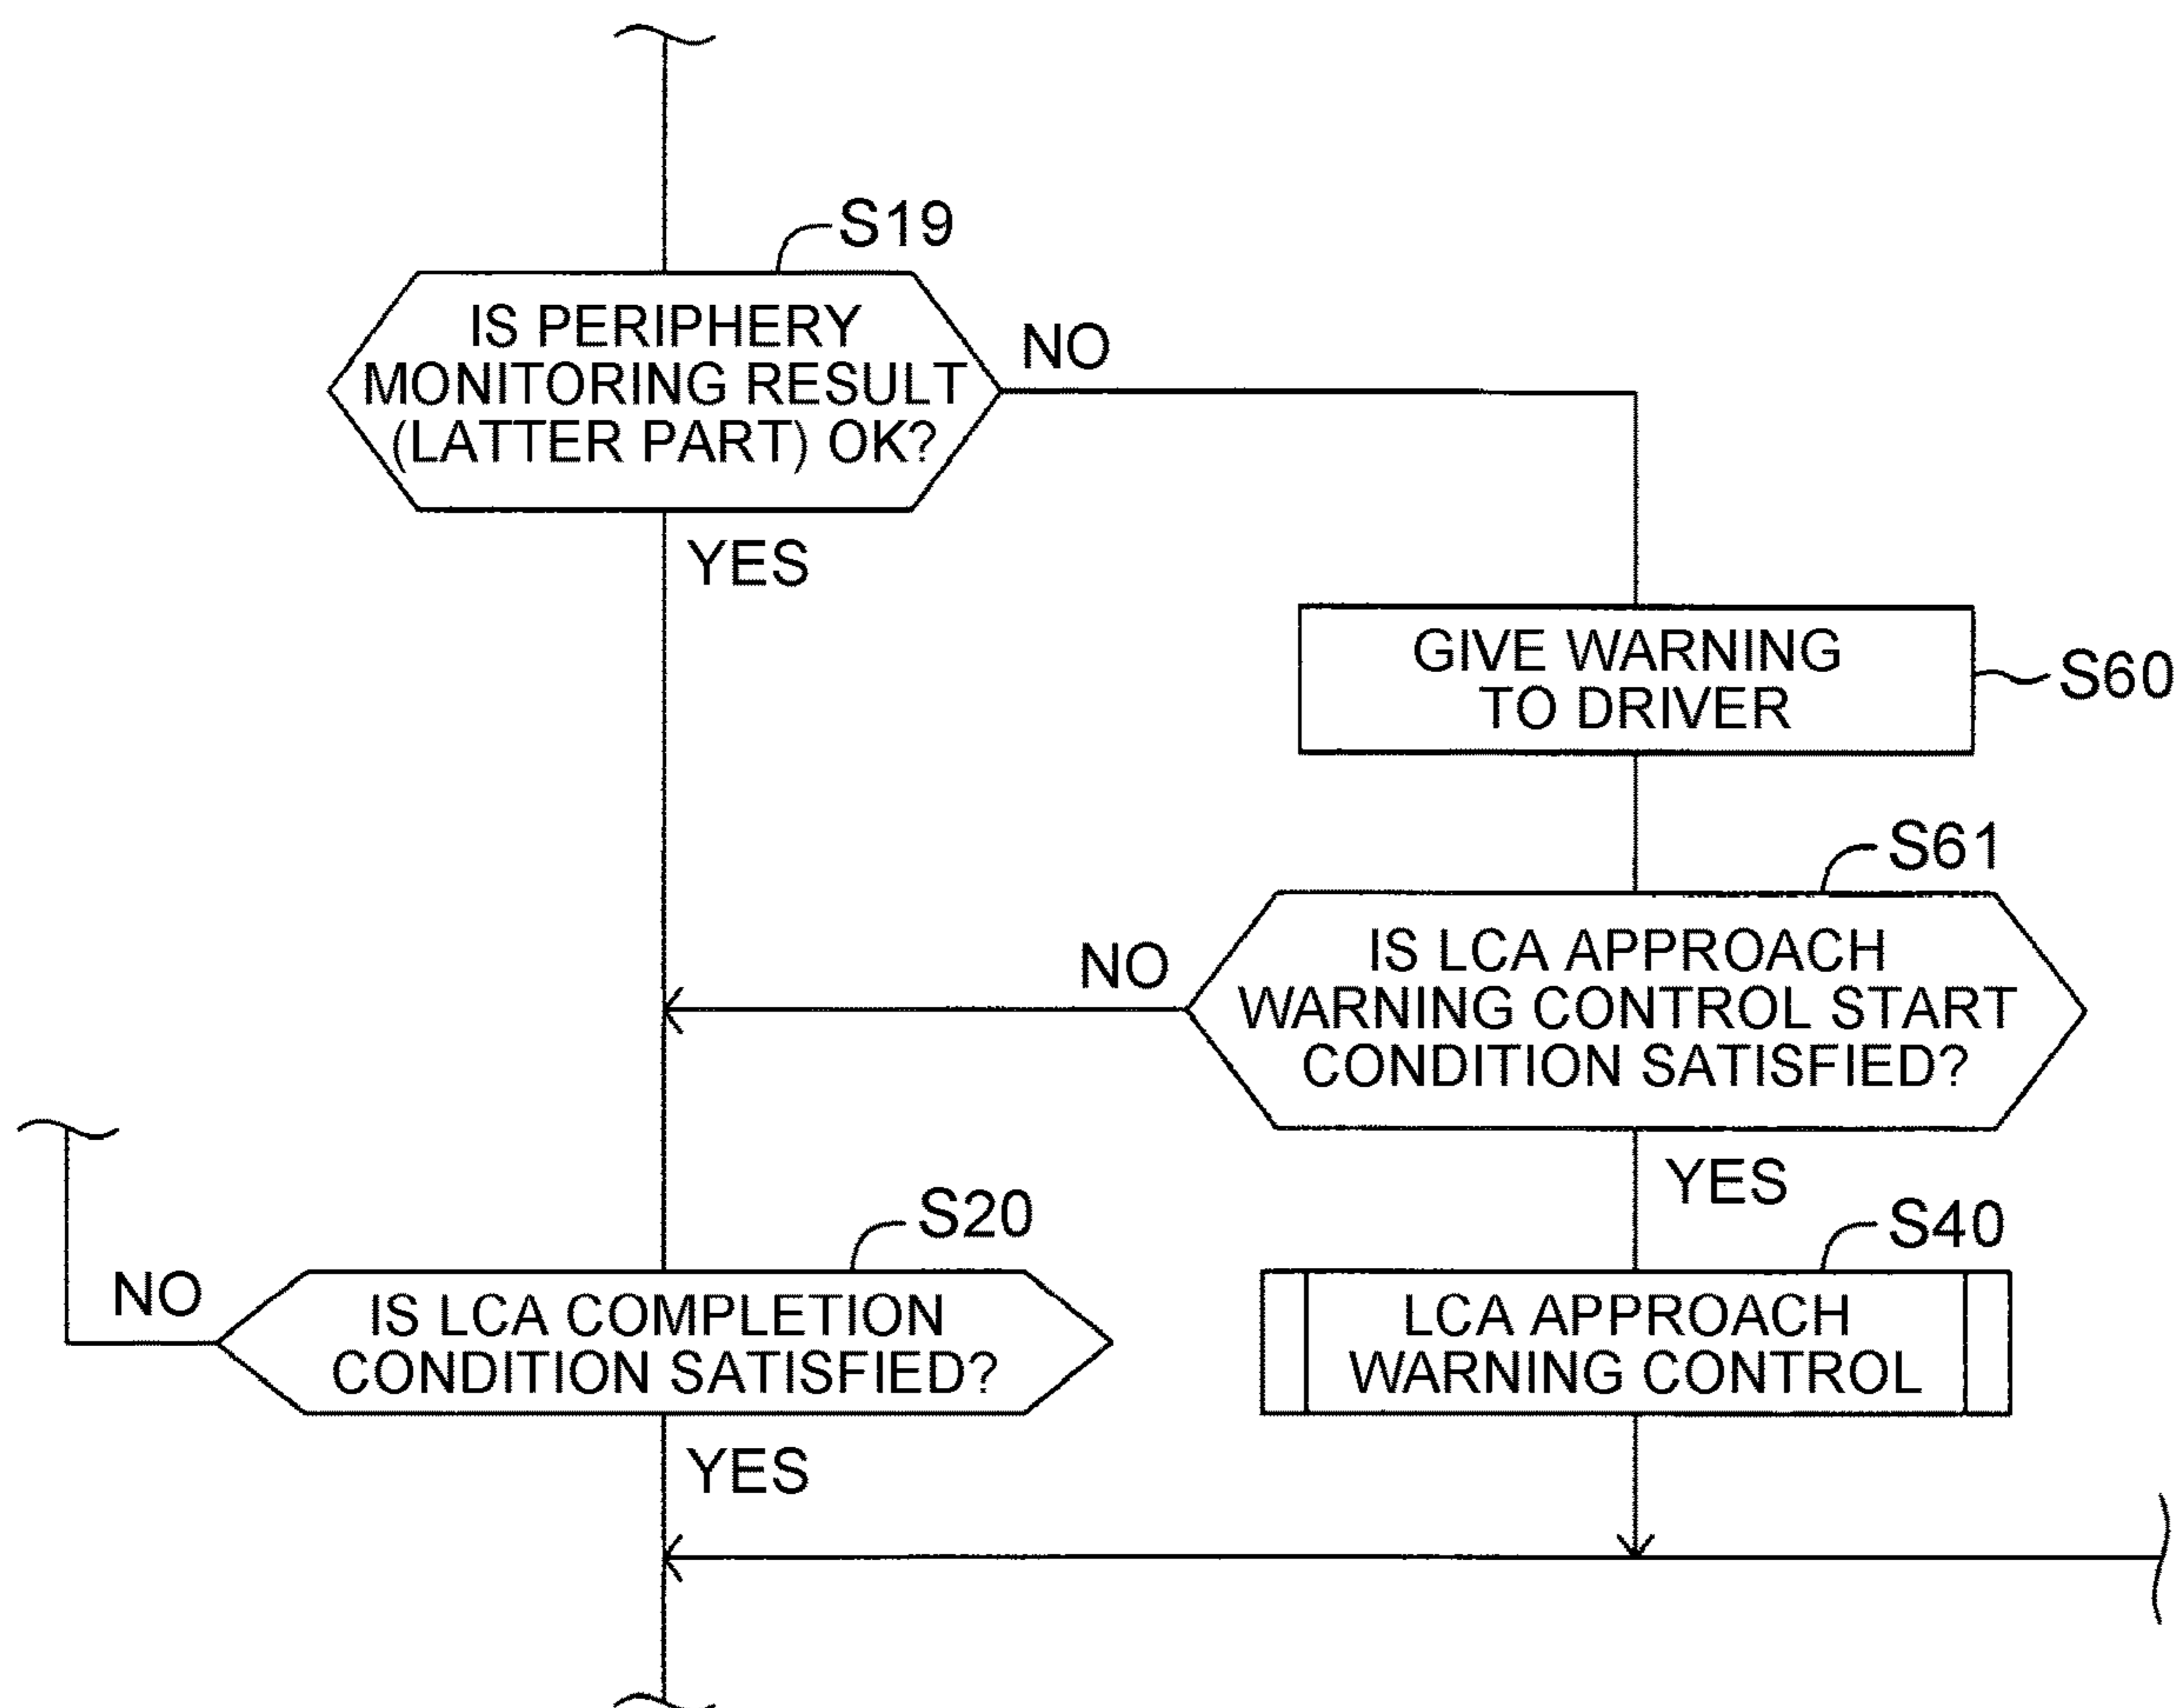 S19
IS PERIPHERY
MONITORING RESULT
(LATTER PART) OK?
NO
YES
GIVE WARNING
TO DRIVER
S60
S61
IS LCA APPROACH
WARNING CONTROL START
CONDITION SATISFIED?
NO
YES
S20
IS LCA COMPLETION
CONDITION SATISFIED?
NO
YES
S40
LCA APPROACH
WARNING CONTROL